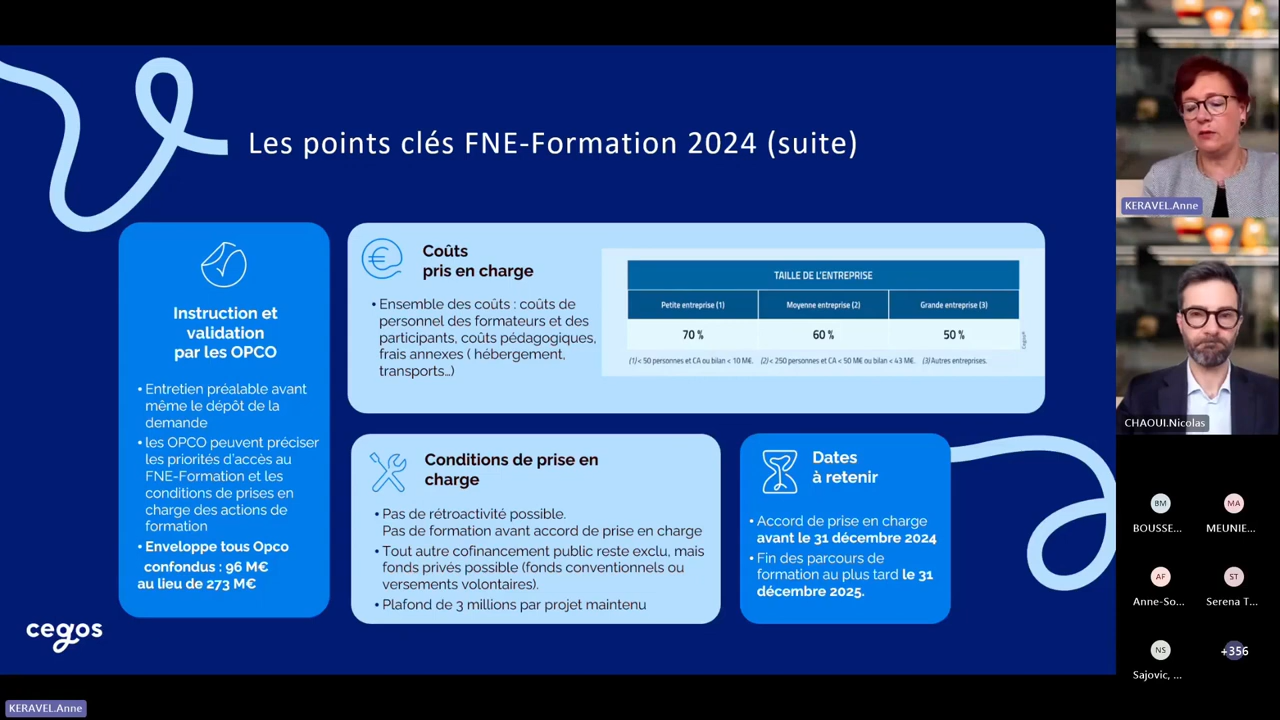 Les points clés FNE-Formation 2024 (suite)
Instruction et
validation
par les OPCO
• Entretien préalable avant
même le dépôt de la
demande
• les OPCO peuvent préciser
les priorités d'accès au
FNE-Formation et les
conditions de prises en
charge des actions de
formation
• Enveloppe tous Opco
confondus : 96 M€
au lieu de 273 M€
Coûts
pris en charge
• Ensemble des coûts : coûts de
personnel des formateurs et des
participants, coûts pédagogiques,
frais annexes ( hébergement,
transports…)
TAILLE DE L'ENTREPRISE
Petite entreprise (1) Moyenne entreprise (2) Grande entreprise (3)
70 % 60 % 50 %
(1) < 50 personnes et CA ou bilan < 10 M€. (2) < 250 personnes et CA < 50 M€ ou bilan < 43 M€. (3) Autres entreprises.
Cegos®
Conditions de prise en
charge
• Pas de rétroactivité possible.
Pas de formation avant accord de prise en charge
• Tout autre cofinancement public reste exclu, mais
fonds privés possible (fonds conventionnels ou
versements volontaires).
• Plafond de 3 millions par projet maintenu
Dates
à retenir
• Accord de prise en charge
avant le 31 décembre 2024
• Fin des parcours de
formation au plus tard le 31
décembre 2025.
cegos
KERAVEL.Anne
KERAVEL.Anne
CHAOUI.Nicolas
BM MA
BOUSSE... MEUNIE...
AF ST
Anne-So... Serena T...
NS +356
Sajovic, ...